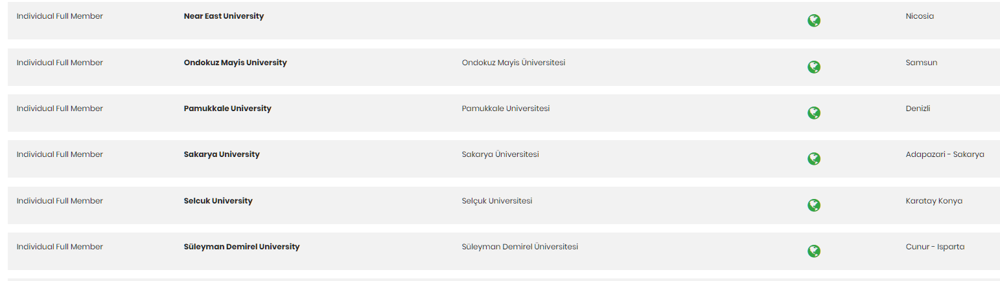 Individual Full Member Near East University Nicosia
Individual Full Member Ondokuz Mayis University Ondokuz Mayis Üniversitesi Samsun
Individual Full Member Pamukkale University Pamukkale Universitesi Denizli
Individual Full Member Sakarya University Sakarya Üniversitesi Adapazari - Sakarya
Individual Full Member Selcuk University Selçuk Universitesi Karatay Konya
Individual Full Member Süleyman Demirel University Süleyman Demirel Üniversitesi Cunur - Isparta